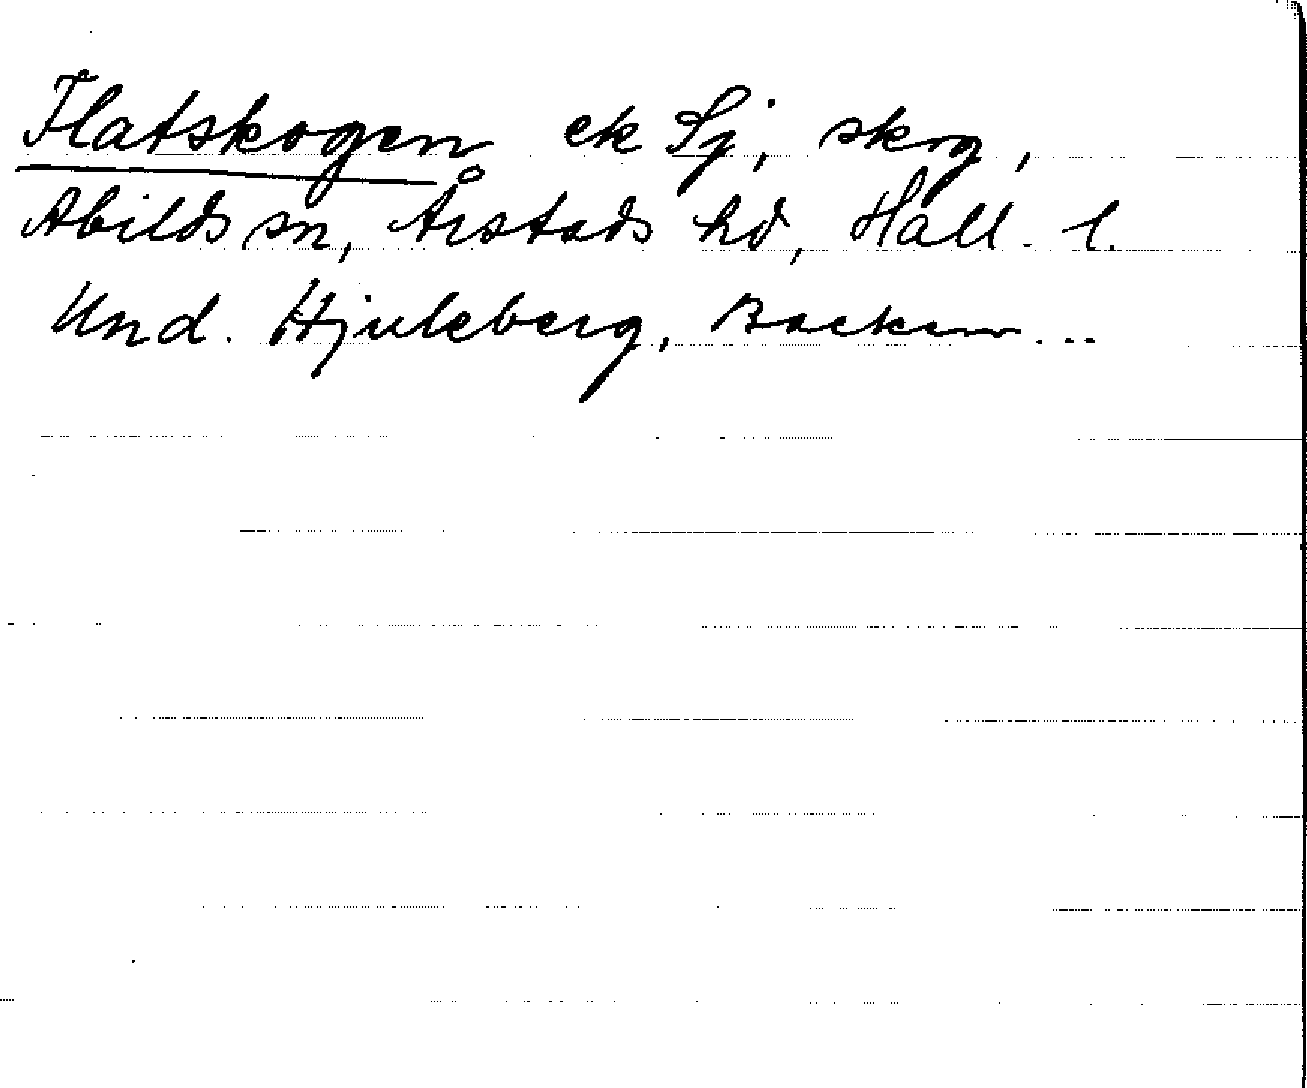 Flatskogen ek Sj, skog,
Abilds sn, Årstads hd, Hall. l.
Und. Hjuleberg, Backen...